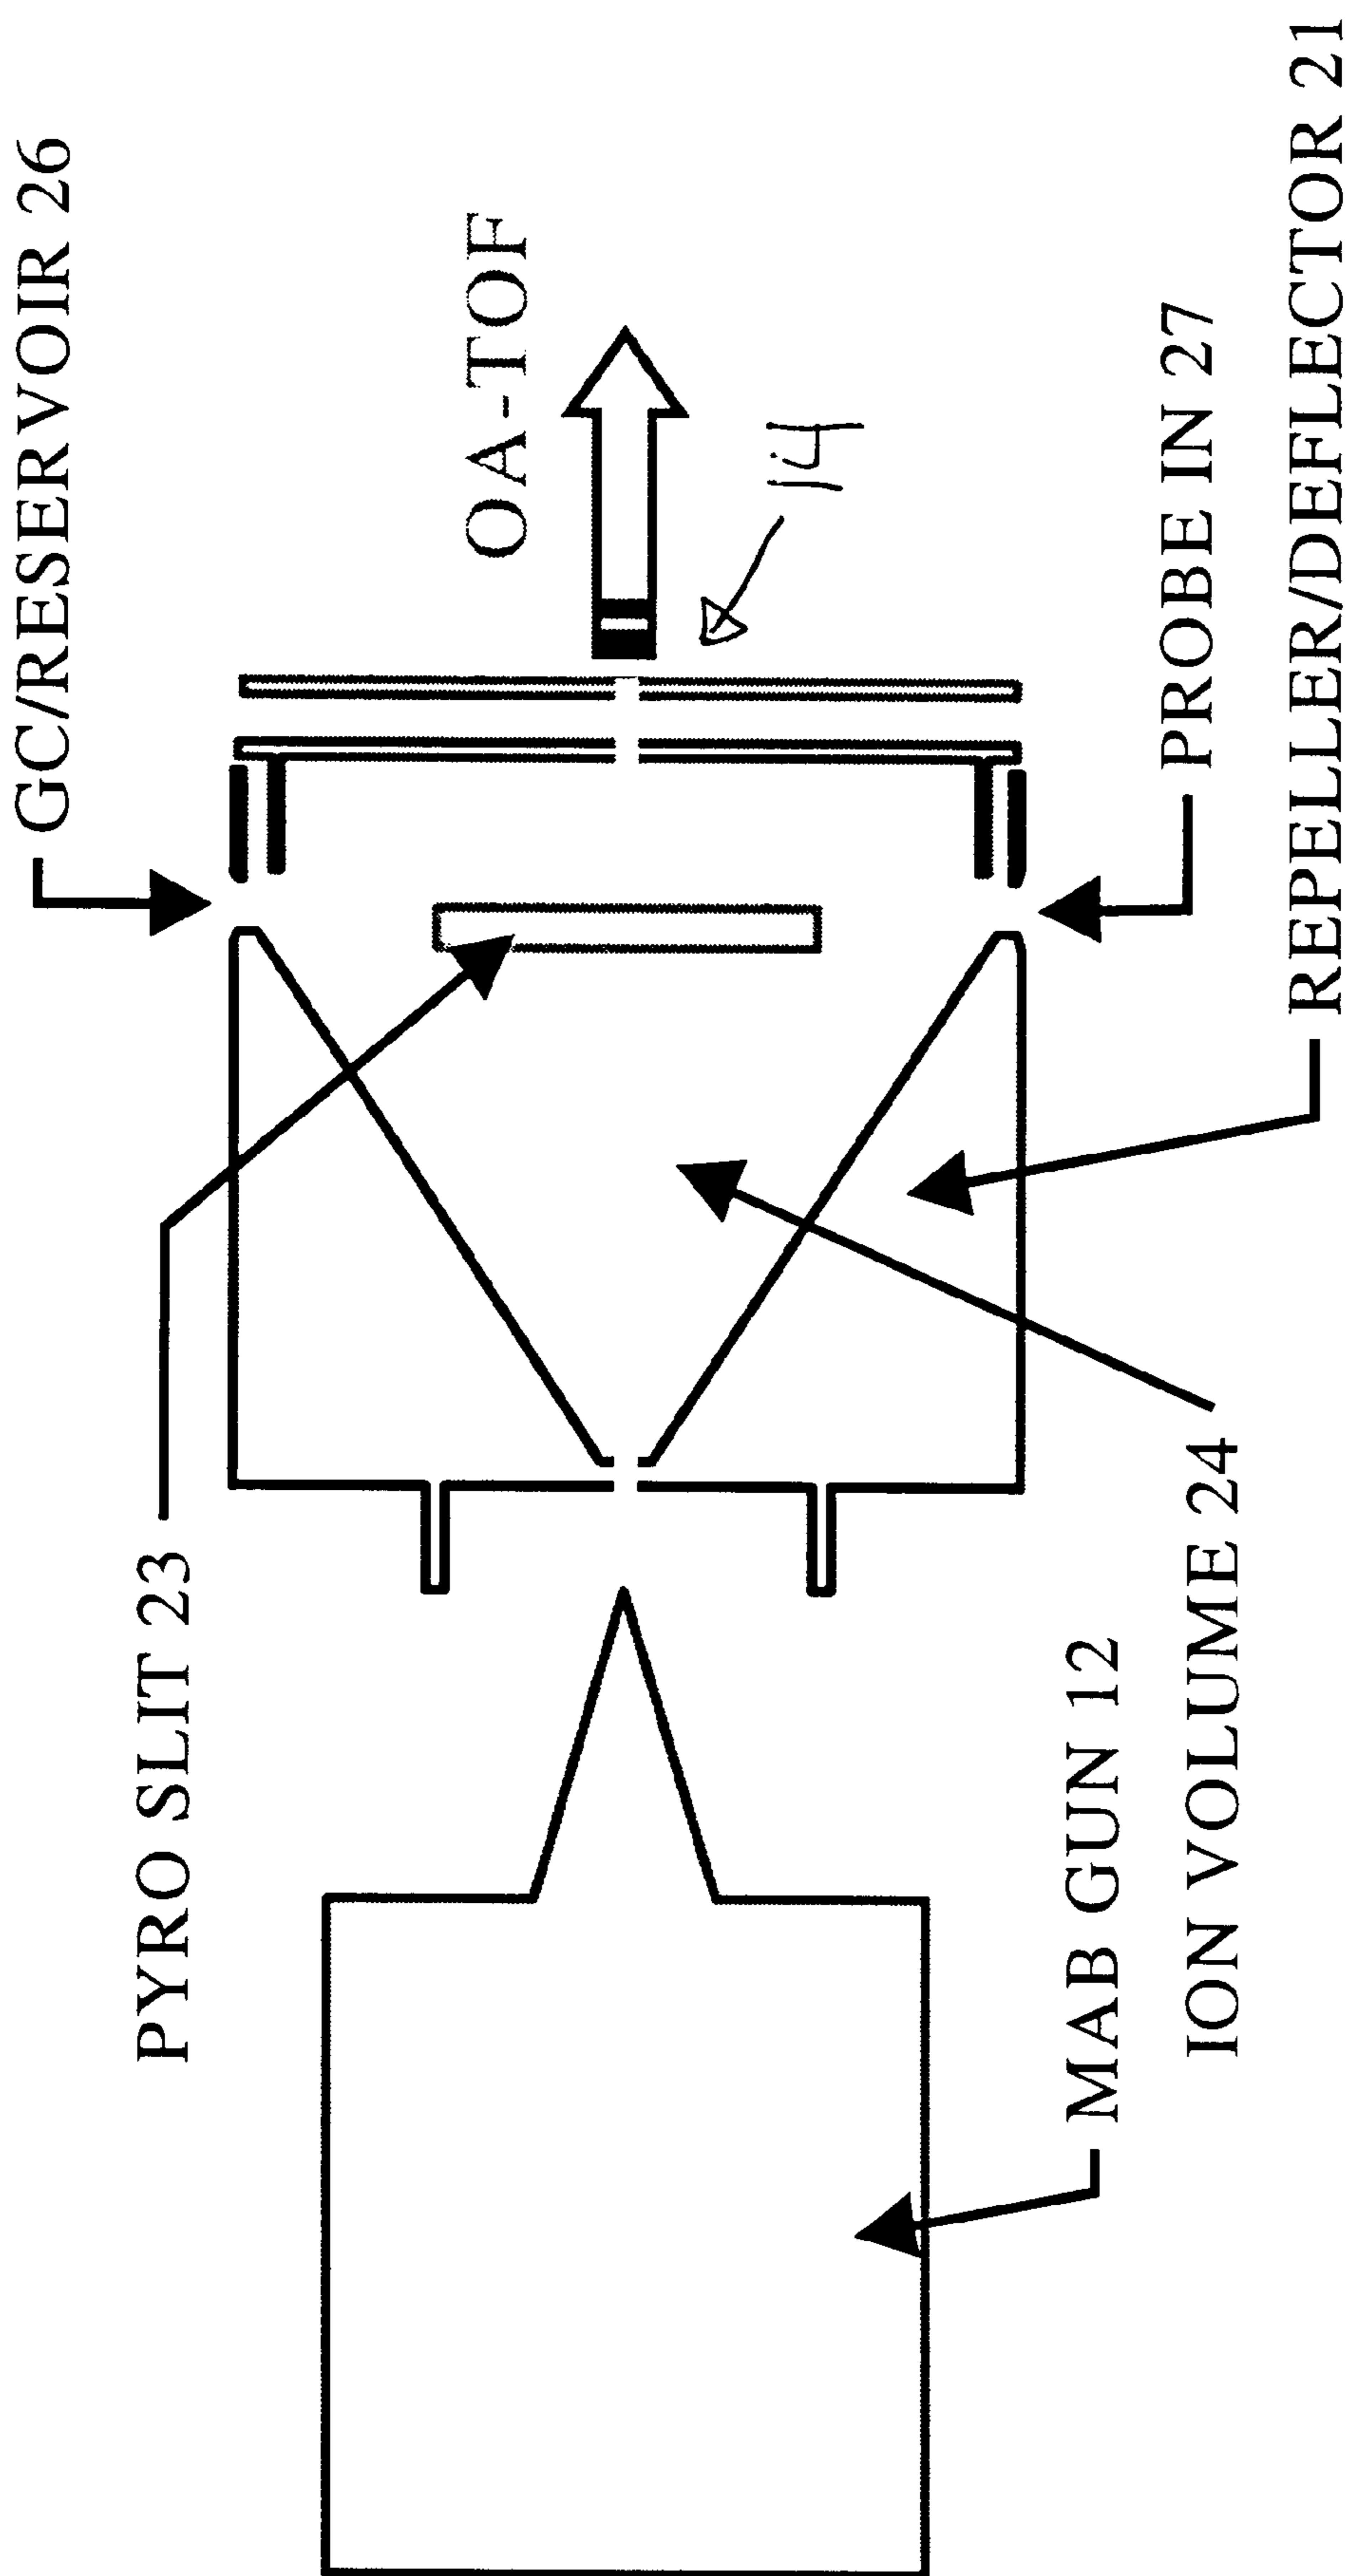 GC/RESERVOIR 26
OA-TOF
14
PROBE IN 27
REPELLER/DEFLECTOR 21
PYRO SLIT 23
MAB GUN 12
ION VOLUME 24